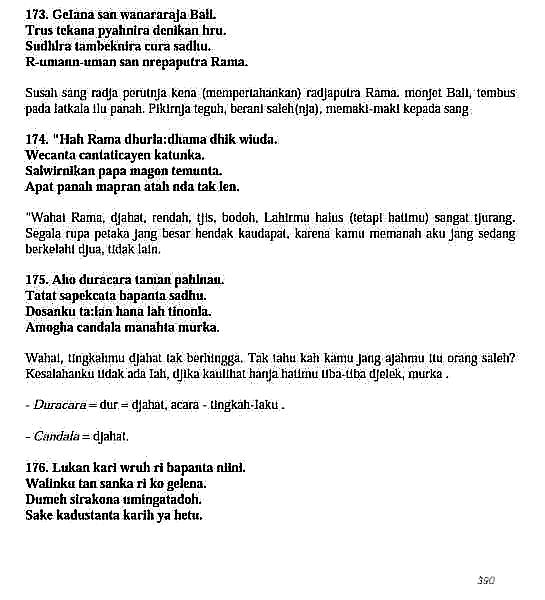 173. Gelana san wanararaja Bali.
Trus tekana pyahnira denikan hru.
Sudhira tambeknira cura sadhu.
R-umann-uman san nrepaputra Rama.
Susah sang radja perutnja kena (mempertahankan) radjaputra Rama. monjet Bali, tembus
pada latkala itu panah. Pikirnja teguh, berani saleh(nja), memaki-maki kepada sang
174. "Hah Rama dhurla:dhama dhik wiuda.
Wecanta cantaticayen katunka.
Salwirnikan papa magon temunta.
Apat panah mapran atah nda tak len.
"Wahai Rama, djahat, rendah, tjis, bodoh, Lahirmu halus (tetapi hatimu) sangat tjurang.
Segala rupa petaka jang besar hendak kaudapat, karena kamu memanah aku jang sedang
berkelahi djua, tidak lain.
175. Aho duracara taman pahinan.
Tatat sapekcata bapanta sadhu.
Dosanku ta:lan hana lah tinonla.
Amogha candala manahta murka.
Wahai, tingkahmu djahat tak berhingga. Tak tahu kah kamu jang ajahmu itu orang saleh?
Kesalahanku tidak ada lah, djika kaulihat hanja hatimu tiba-tiba djelek, murka .
- Duracara = dur = djahat, acara - tingkah-laku .
- Candala = djahat.
176. Lukan kari wruh ri bapanta niini.
Walinku tan sanka ri ko gelena.
Dumeh sirakona umingatadoh.
Sake kadustanta karih ya hetu.
390